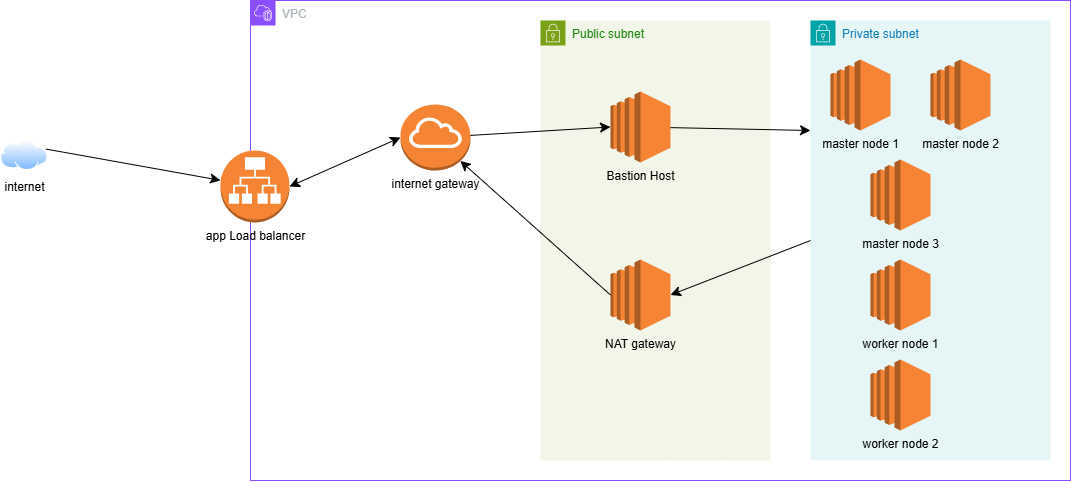 VPC
Public subnet
Private subnet
master node 1
master node 2
internet
internet gateway
Bastion Host
app Load balancer
master node 3
NAT gateway
worker node 1
worker node 2